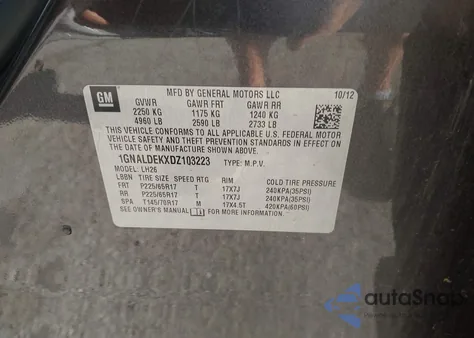 GM
MFD BY GENERAL MOTORS LLC 10/12
GVWR GAWR FRT GAWR RR
2250 KG 1175 KG 1240 KG
4960 LB 2590 LB 2733 LB
THIS VEHICLE CONFORMS TO ALL APPLICABLE U.S. FEDERAL MOTOR
VEHICLE SAFETY AND THEFT PREVENTION STANDARDS IN EFFECT ON
THE DATE OF MANUFACTURE SHOWN ABOVE.
1GNALDEKXDZ103223 TYPE: M.P.V.
MODEL: LH26
LBBN TIRE SIZE SPEED RTG RIM COLD TIRE PRESSURE
FRT P225/65R17 T 17X7J 240KPA(35PSI)
RR P225/65R17 T 17X7J 240KPA(35PSI)
SPA T145/70R17 M 17X4.5T 420KPA(60PSI)
SEE OWNER'S MANUAL FOR MORE INFORMATION.
autoSnap